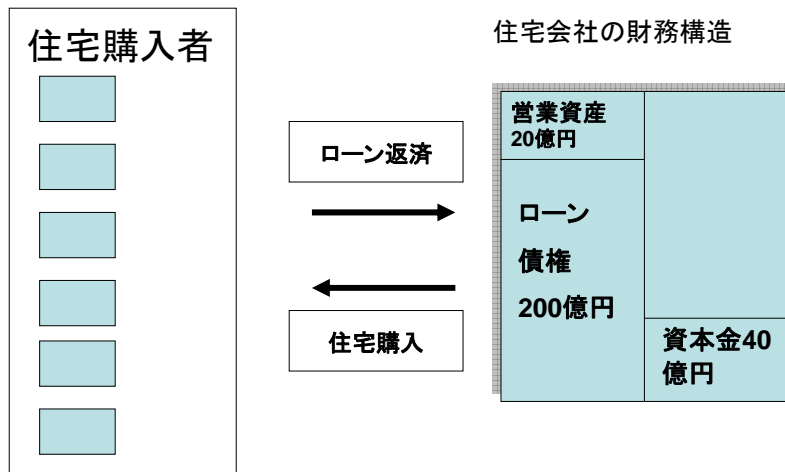 住宅購入者
住宅会社の財務構造
ローン返済
住宅購入
営業資産
20億円
ローン
債権
200億円
資本金40
億円